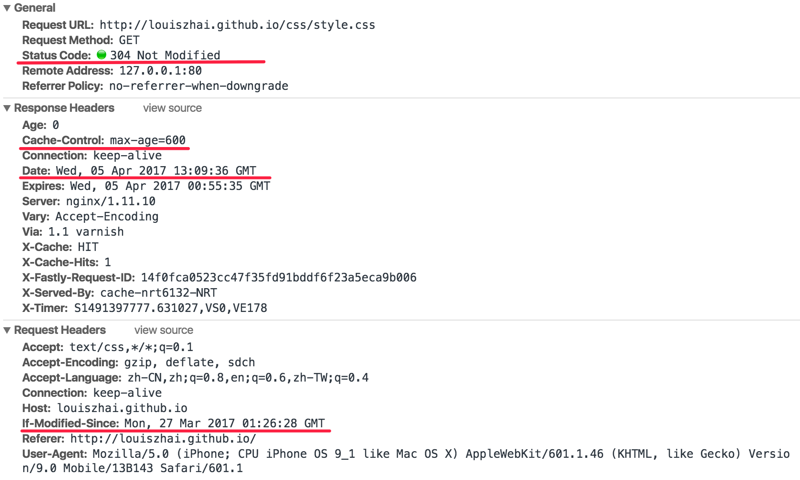 General
Request URL: http://louiszhai.github.io/css/style.css
Request Method: GET
Status Code: 304 Not Modified
Remote Address: 127.0.0.1:80
Referrer Policy: no-referrer-when-downgrade
Response Headers view source
Age: 0
Cache-Control: max-age=600
Connection: keep-alive
Date: Wed, 05 Apr 2017 13:09:36 GMT
Expires: Wed, 05 Apr 2017 00:55:35 GMT
Server: nginx/1.11.10
Vary: Accept-Encoding
Via: 1.1 varnish
X-Cache: HIT
X-Cache-Hits: 1
X-Fastly-Request-ID: 14f0fca0523cc47f35fd91bddf6f23a5eca9b006
X-Served-By: cache-nrt6132-NRT
X-Timer: S1491397777.631027,VS0,VE178
Request Headers view source
Accept: text/css,*/*;q=0.1
Accept-Encoding: gzip, deflate, sdch
Accept-Language: zh-CN,zh;q=0.8,en;q=0.6,zh-TW;q=0.4
Connection: keep-alive
Host: louiszhai.github.io
If-Modified-Since: Mon, 27 Mar 2017 01:26:28 GMT
Referer: http://louiszhai.github.io/
User-Agent: Mozilla/5.0 (iPhone; CPU iPhone OS 9_1 like Mac OS X) AppleWebKit/601.1.46 (KHTML, like Gecko) Versio
n/9.0 Mobile/13B143 Safari/601.1